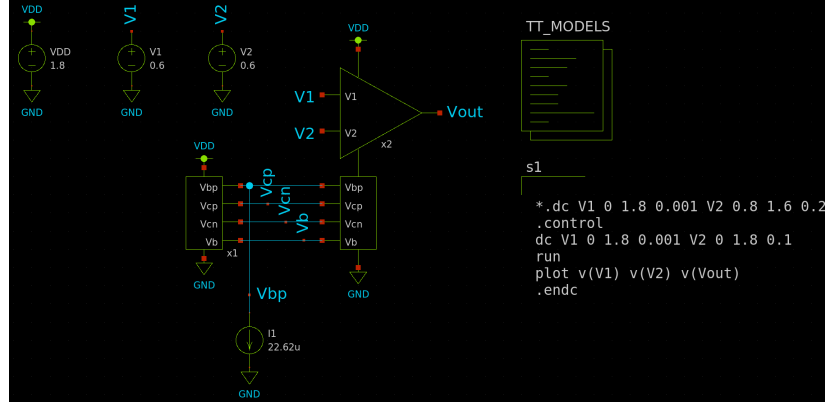 VDD
VDD
1.8
GND
V1
V1
0.6
GND
V2
V2
0.6
GND
VDD
V1
V1
V2
V2
Vout
x2
TT_MODELS
VDD
Vbp
Vcp
Vcn
Vb
x1
GND
Vcp
Vcn
Vb
Vbp
Vcp
Vcn
Vb
GND
Vbp
I1
22.62u
GND
s1
*.dc V1 0 1.8 0.001 V2 0.8 1.6 0.2
.control
dc V1 0 1.8 0.001 V2 0 1.8 0.1
run
plot v(V1) v(V2) v(Vout)
.endc